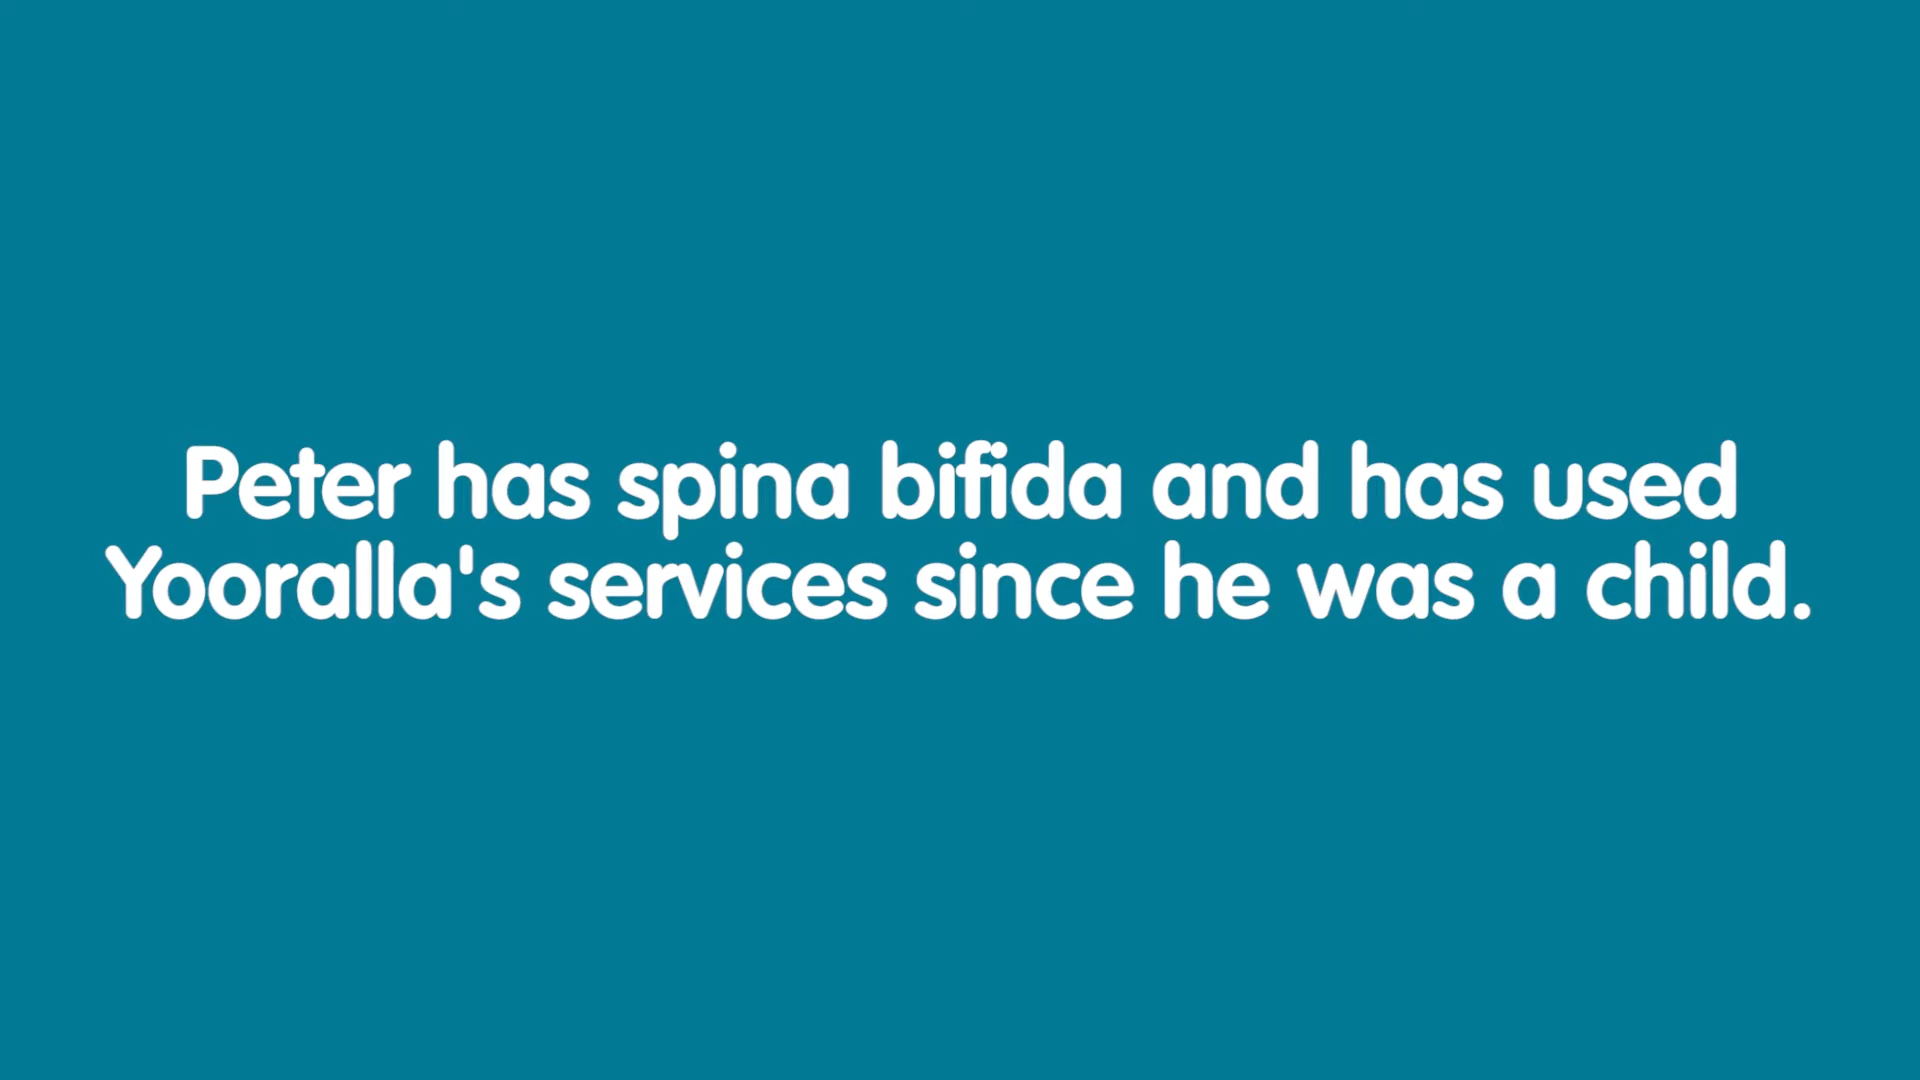 Peter has spina bifida and has used
Yooralla's services since he was a child.